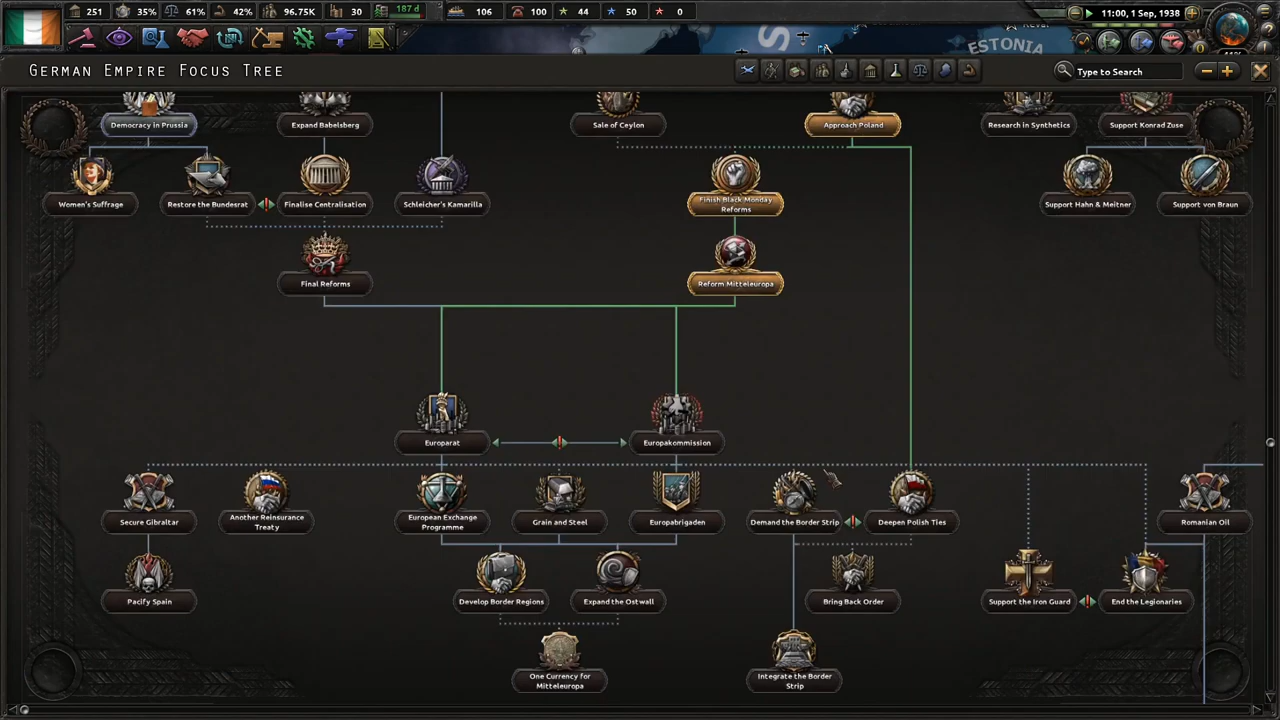 251 35% 61% 42% 96.75K 30 187 d 106 100 44 50 0 11:00, 1 Sep, 1938
ESTONIA
GERMAN EMPIRE FOCUS TREE
Type to Search
Democracy in Prussia
Expand Babelsberg
Sale of Ceylon
Approach Poland
Research in Synthetics
Support Konrad Zuse
Women's Suffrage
Restore the Bundesrat
Finalise Centralisation
Schleicher's Kamarilla
Finish Black Monday
Reforms
Support Hahn & Meitner
Support von Braun
Final Reforms
Reform Mitteleuropa
Europarat
Europakommission
Secure Gibraltar
Another Reinsurance
Treaty
European Exchange
Programme
Grain and Steel
Europabrigaden
Demand the Border Strip
Deepen Polish Ties
Romanian Oil
Pacify Spain
Develop Border Regions
Expand the Ostwall
Bring Back Order
Support the Iron Guard
End the Legionaries
One Currency for
Mitteleuropa
Integrate the Border
Strip